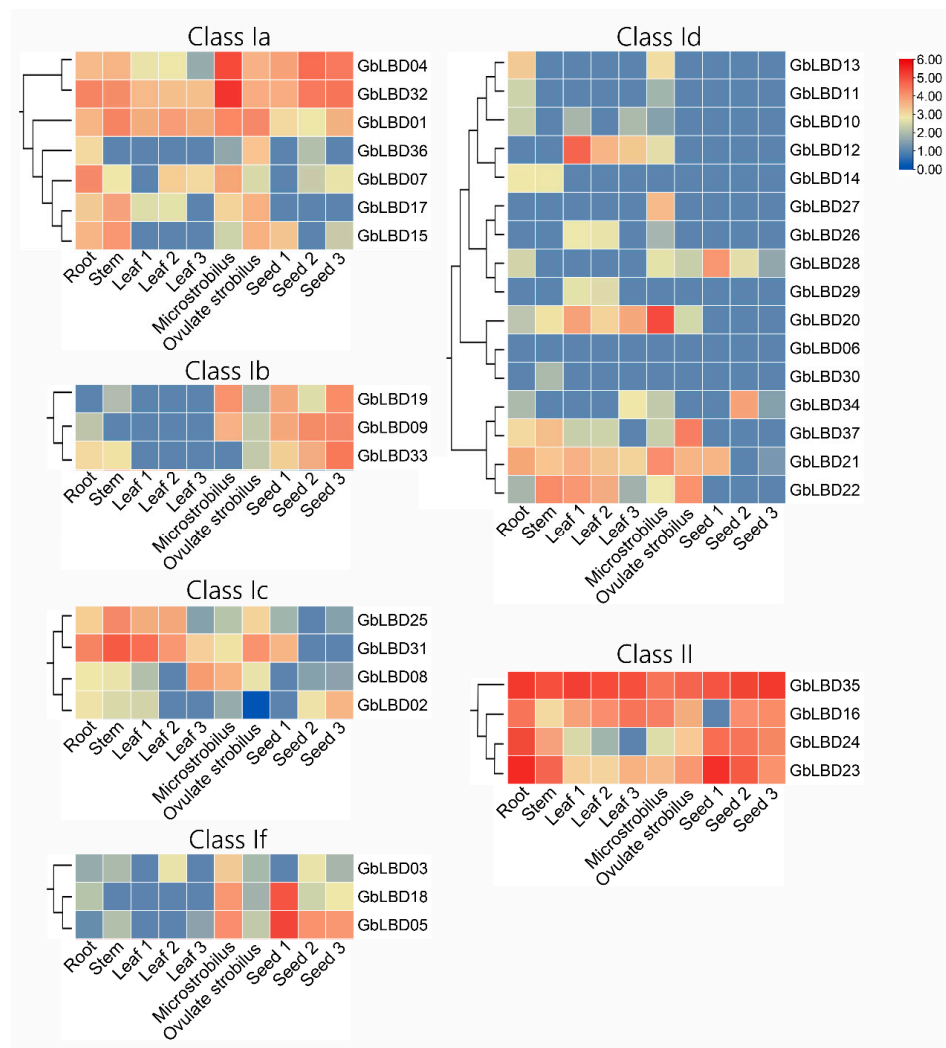 Class Ia
GbLBD04
GbLBD32
GbLBD01
GbLBD36
GbLBD07
GbLBD17
GbLBD15
Root
Stem
Leaf 1
Leaf 2
Leaf 3
Microstrobilus
Ovulate strobilus
Seed 1
Seed 2
Seed 3
Class Ib
GbLBD19
GbLBD09
GbLBD33
Root
Stem
Leaf 1
Leaf 2
Leaf 3
Microstrobilus
Ovulate strobilus
Seed 1
Seed 2
Seed 3
Class Ic
GbLBD25
GbLBD31
GbLBD08
GbLBD02
Root
Stem
Leaf 1
Leaf 2
Leaf 3
Microstrobilus
Ovulate strobilus
Seed 1
Seed 2
Seed 3
Class If
GbLBD03
GbLBD18
GbLBD05
Root
Stem
Leaf 1
Leaf 2
Leaf 3
Microstrobilus
Ovulate strobilus
Seed 1
Seed 2
Seed 3
Class Id
GbLBD13
GbLBD11
GbLBD10
GbLBD12
GbLBD14
GbLBD27
GbLBD26
GbLBD28
GbLBD29
GbLBD20
GbLBD06
GbLBD30
GbLBD34
GbLBD37
GbLBD21
GbLBD22
Root
Stem
Leaf 1
Leaf 2
Leaf 3
Microstrobilus
Ovulate strobilus
Seed 1
Seed 2
Seed 3
6.00
5.00
4.00
3.00
2.00
1.00
0.00
Class II
GbLBD35
GbLBD16
GbLBD24
GbLBD23
Root
Stem
Leaf 1
Leaf 2
Leaf 3
Microstrobilus
Ovulate strobilus
Seed 1
Seed 2
Seed 3